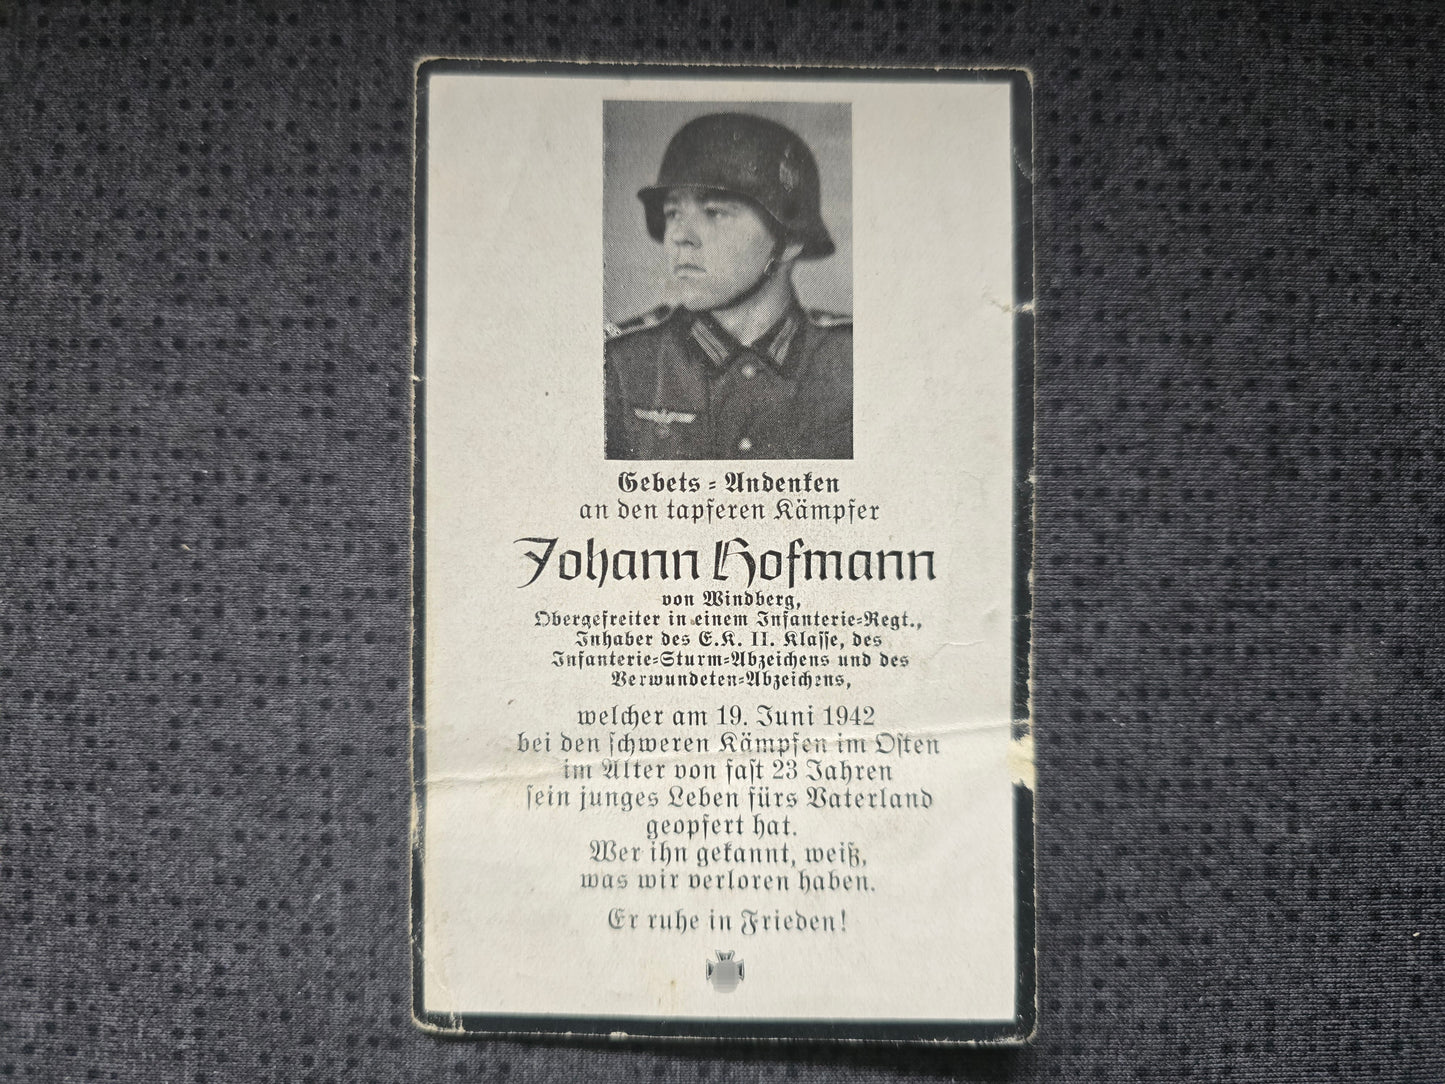 Gebets = Andenken
an den tapferen Kämpfer
Johann Hofmann
von Windberg,
Obergefreiter in einem Infanterie=Regt.,
Inhaber des E.K. II. Klasse, des
Infanterie=Sturm=Abzeichens und des
Verwundeten=Abzeichens,
welcher am 19. Juni 1942
bei den schweren Kämpfen im Osten
im Alter von fast 23 Jahren
sein junges Leben fürs Vaterland
geopfert hat.
Wer ihn gekannt, weiß,
was wir verloren haben.
Er ruhe in Frieden!